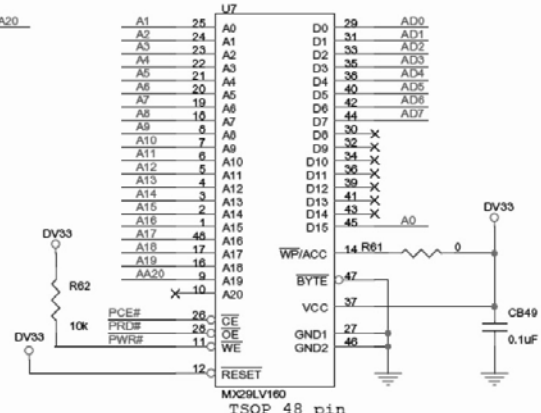 U7
A20
A1 25 A0 D0 29 AD0
A2 24 A1 D1 31 AD1
A3 23 A2 D2 33 AD2
A4 22 A3 D3 35 AD3
A5 21 A4 D4 38 AD4
A6 20 A5 D5 40 AD5
A7 19 A6 D6 42 AD6
A8 18 A7 D7 44 AD7
A9 8 A8 D8 30
A10 7 A9 D9 32
A11 6 A10 D10 34
A12 5 A11 D11 36
A13 4 A12 D12 39
A14 3 A13 D13 41
A15 2 A14 D14 43
A16 1 A15 D15 45 A0
A17 48 A16
DV33
DV33
A18 17 A17 WP/ACC 14 R61 0
A19 16 A18
AA20 9 A19 BYTE 47
10 A20
R62
10k
VCC 37
CB49
0.1uF
PCE# 26 CE
PRD# 28 OE GND1 27
PWR# 11 WE GND2 46
DV33
12 RESET
MX29LV160
TSOP 48 pin